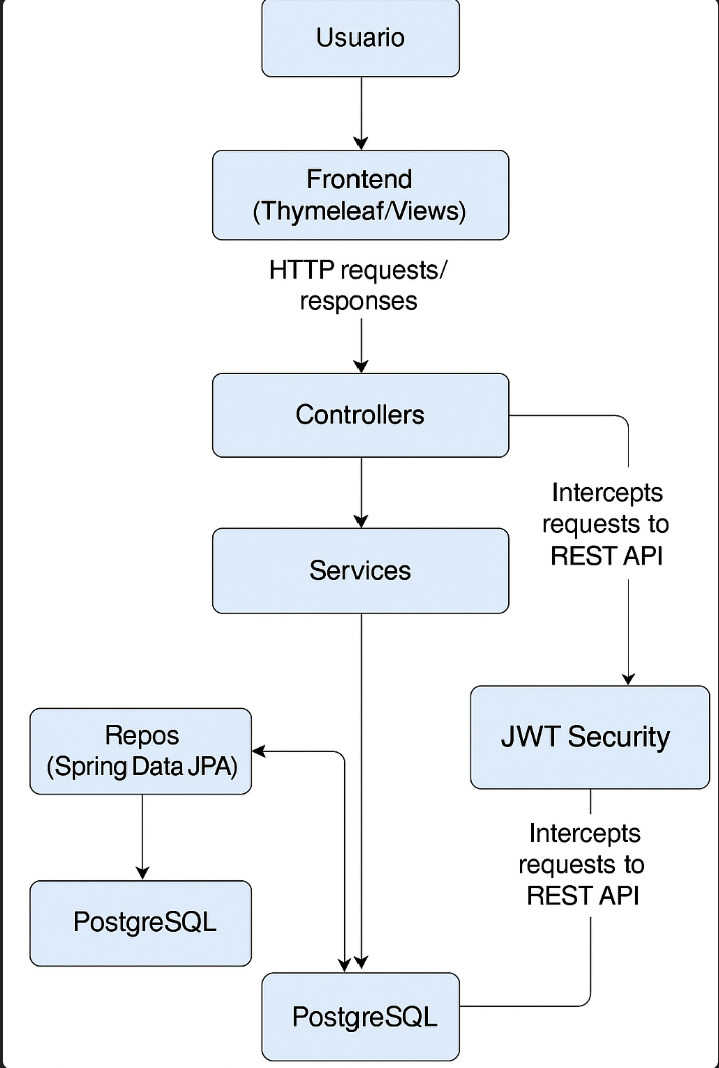 Usuario
Frontend
(Thymeleaf/Views)
HTTP requests/
responses
Controllers
Intercepts
requests to
REST API
Services
JWT Security
Repos
(Spring Data JPA)
Intercepts
requests to
REST API
PostgreSQL
PostgreSQL